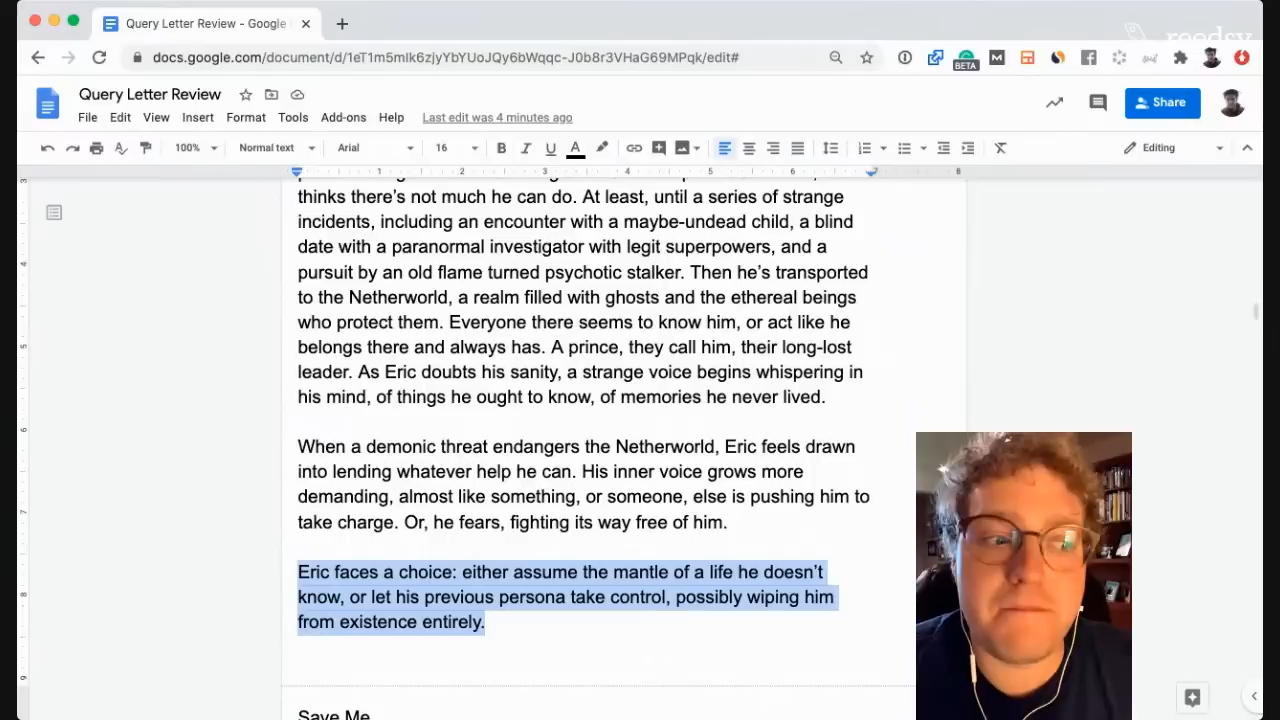 Query Letter Review - Google
reedsy
docs.google.com/document/d/1eT1m5mIk6zjyYbYUoJQy6bWqqc-J0b8r3VHaG69MPqk/edit#
BETA
Query Letter Review
Share
File Edit View Insert Format Tools Add-ons Help Last edit was 4 minutes ago
100% Normal text Arial 16 B I U A Editing
1 2 3 4 5 6 8
thinks there's not much he can do. At least, until a series of strange
incidents, including an encounter with a maybe-undead child, a blind
date with a paranormal investigator with legit superpowers, and a
pursuit by an old flame turned psychotic stalker. Then he's transported
to the Netherworld, a realm filled with ghosts and the ethereal beings
who protect them. Everyone there seems to know him, or act like he
belongs there and always has. A prince, they call him, their long-lost
leader. As Eric doubts his sanity, a strange voice begins whispering in
his mind, of things he ought to know, of memories he never lived.
When a demonic threat endangers the Netherworld, Eric feels drawn
into lending whatever help he can. His inner voice grows more
demanding, almost like something, or someone, else is pushing him to
take charge. Or, he fears, fighting its way free of him.
Eric faces a choice: either assume the mantle of a life he doesn't
know, or let his previous persona take control, possibly wiping him
from existence entirely.
Save Me